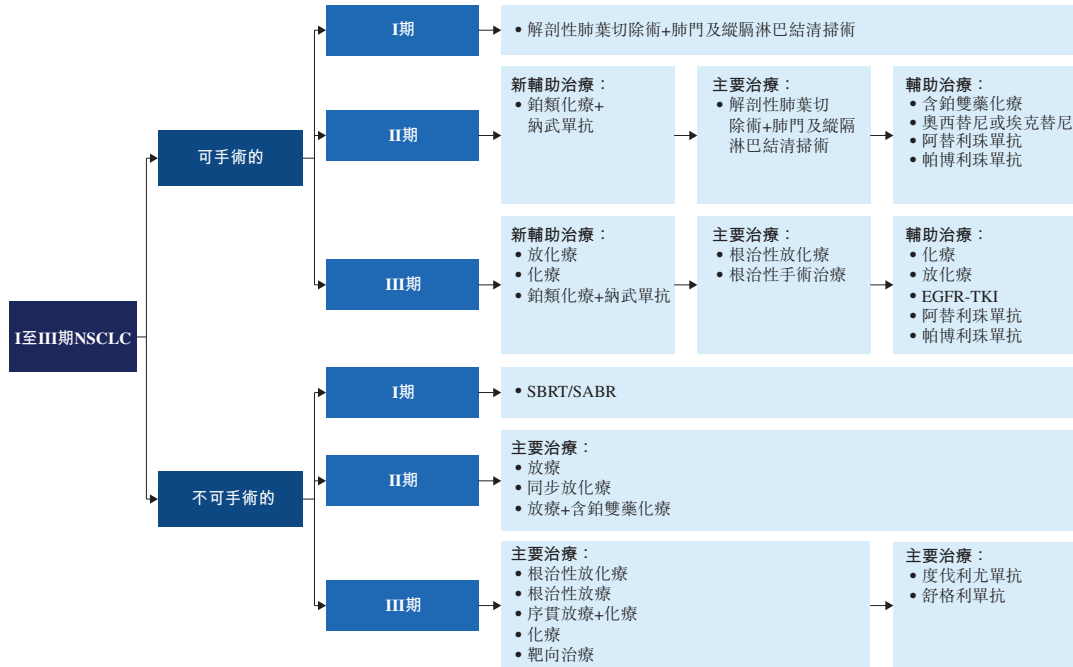 I至III期NSCLC
可手術的
I期
• 解剖性肺葉切除術+肺門及縱膈淋巴結清掃術
II期
新輔助治療：
• 鉑類化療+
納武單抗
主要治療：
• 解剖性肺葉切
除術+肺門及縱隔
淋巴結清掃術
輔助治療：
• 含鉑雙藥化療
• 奧西替尼或埃克替尼
• 阿替利珠單抗
• 帕博利珠單抗
III期
新輔助治療：
• 放化療
• 化療
• 鉑類化療+納武單抗
主要治療：
• 根治性放化療
• 根治性手術治療
輔助治療：
• 化療
• 放化療
• EGFR-TKI
• 阿替利珠單抗
• 帕博利珠單抗
不可手術的
I期
• SBRT/SABR
II期
主要治療：
• 放療
• 同步放化療
• 放療+含鉑雙藥化療
III期
主要治療：
• 根治性放化療
• 根治性放療
• 序貫放療+化療
• 化療
• 靶向治療
主要治療：
• 度伐利尤單抗
• 舒格利單抗